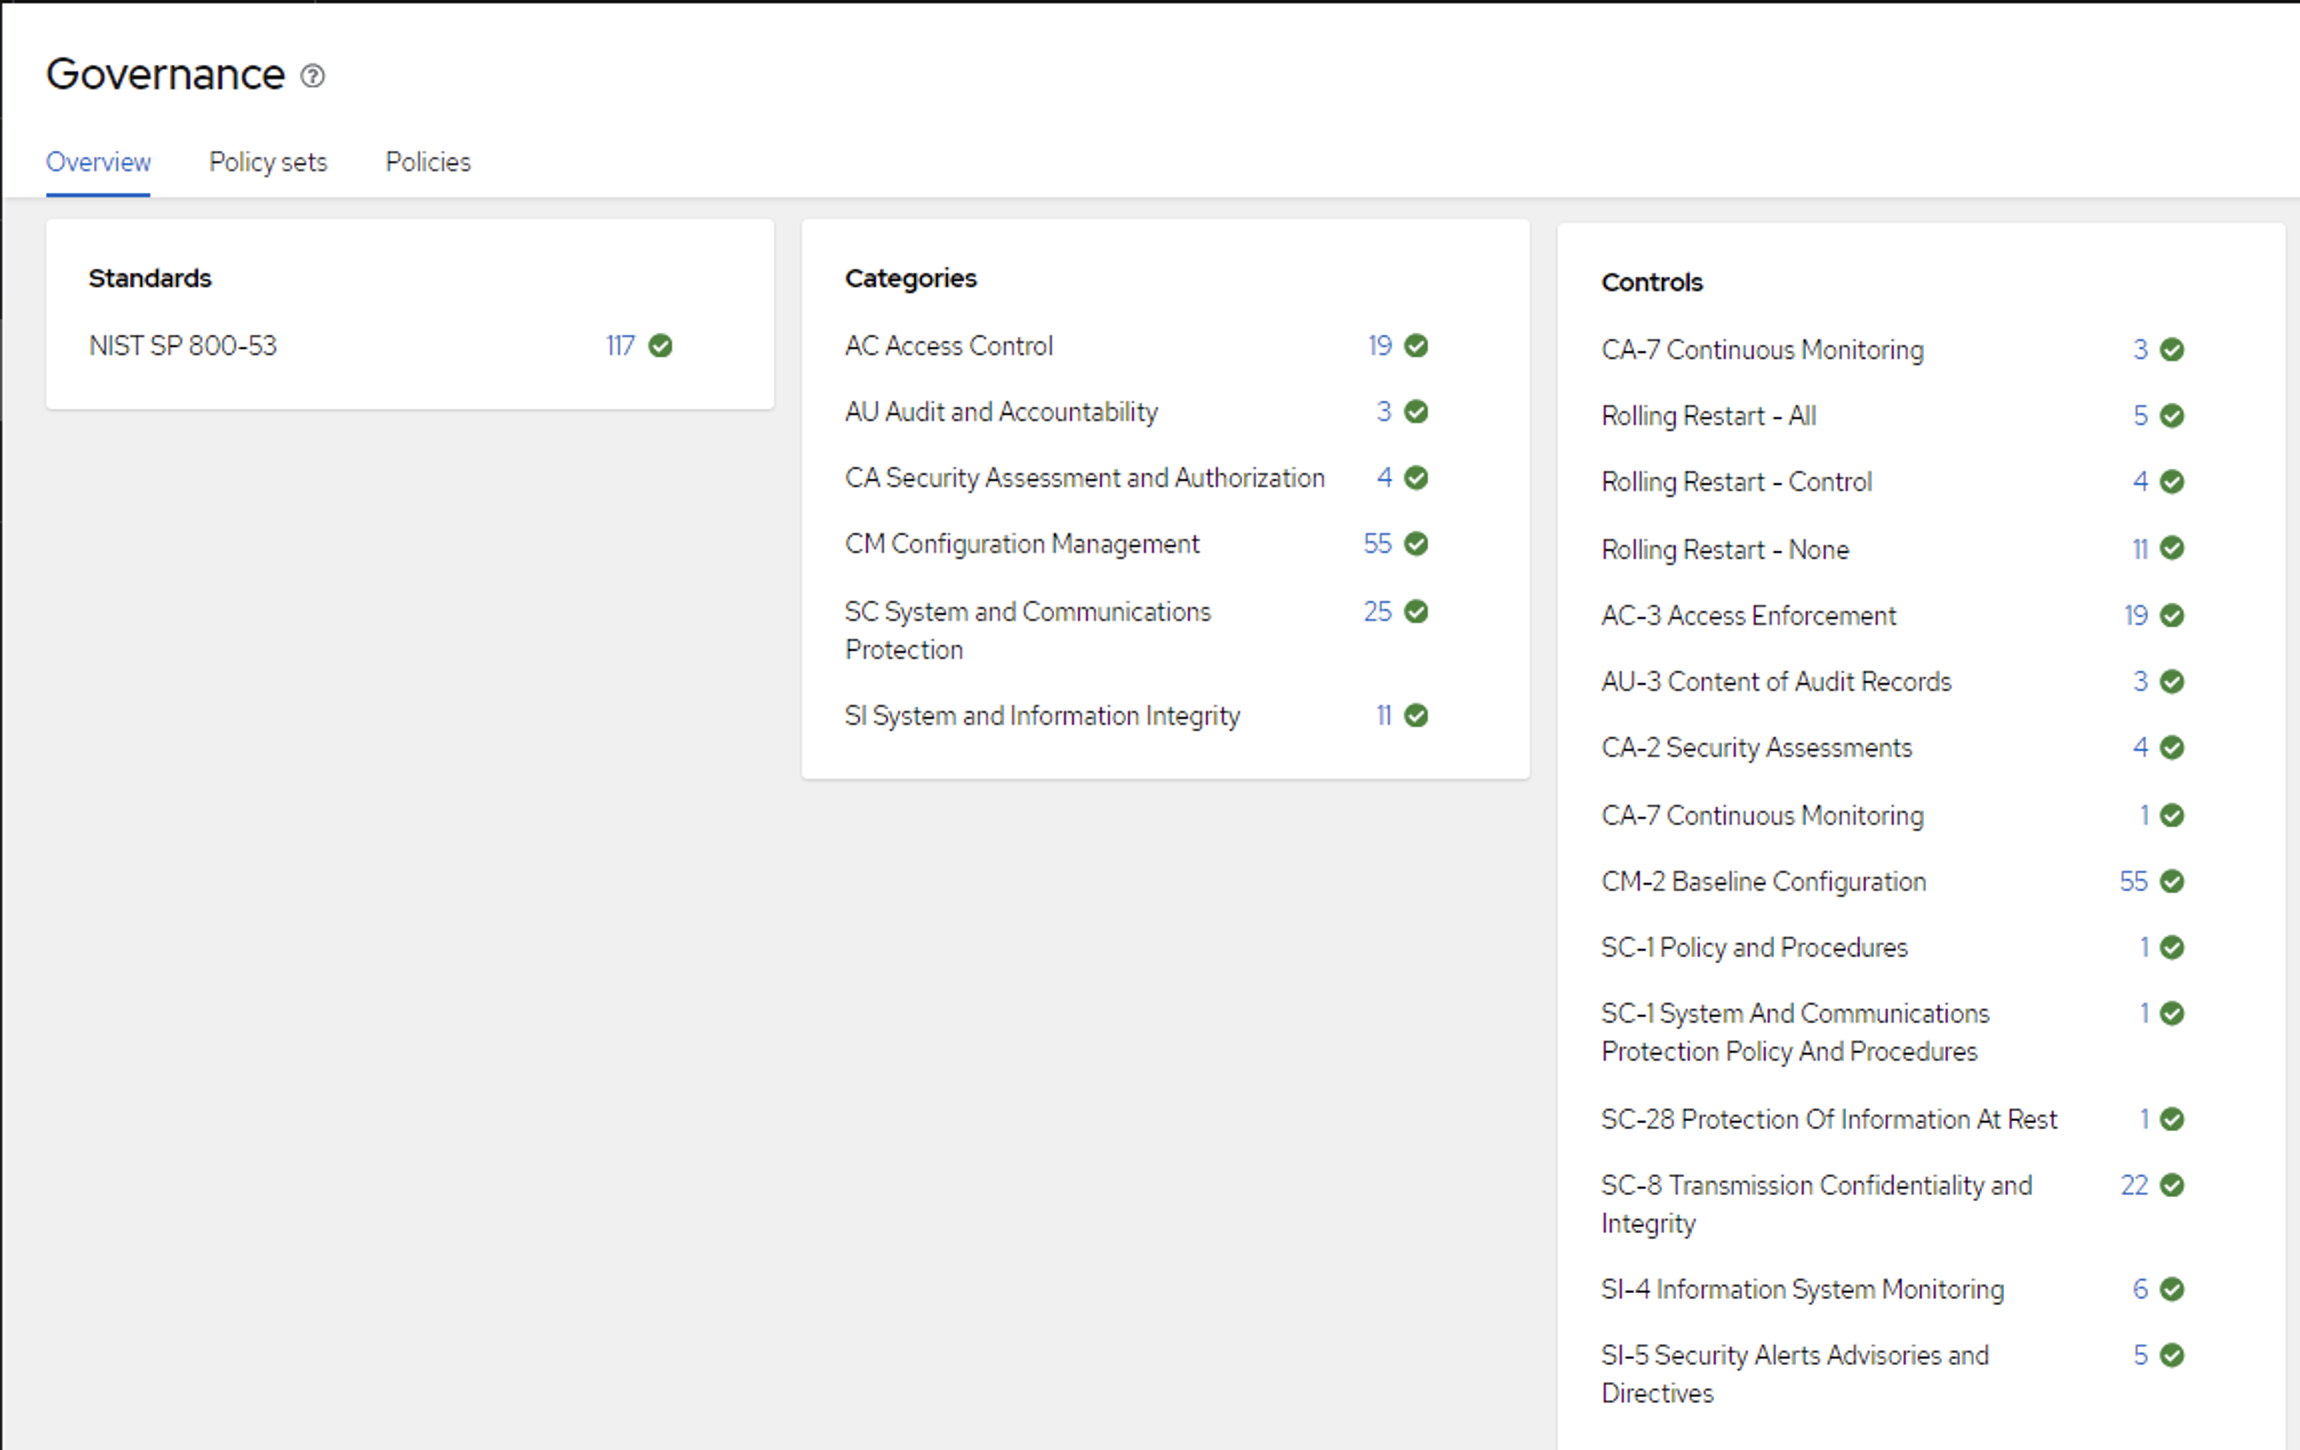 Governance
Overview Policy sets Policies
Standards
NIST SP 800-53 117
Categories
AC Access Control 19
AU Audit and Accountability 3
CA Security Assessment and Authorization 4
CM Configuration Management 55
SC System and Communications 25
Protection
SI System and Information Integrity 11
Controls
CA-7 Continuous Monitoring 3
Rolling Restart - All 5
Rolling Restart - Control 4
Rolling Restart - None 11
AC-3 Access Enforcement 19
AU-3 Content of Audit Records 3
CA-2 Security Assessments 4
CA-7 Continuous Monitoring 1
CM-2 Baseline Configuration 55
SC-1 Policy and Procedures 1
SC-1 System And Communications 1
Protection Policy And Procedures
SC-28 Protection Of Information At Rest 1
SC-8 Transmission Confidentiality and 22
Integrity
SI-4 Information System Monitoring 6
SI-5 Security Alerts Advisories and 5
Directives